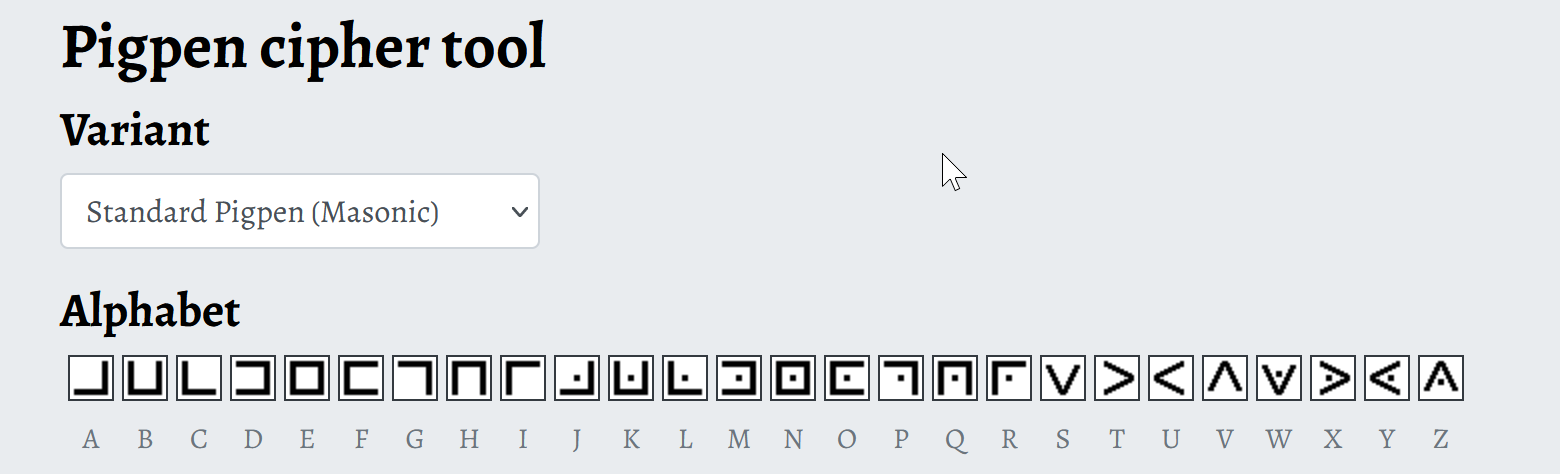 Pigpen cipher tool
Variant
Standard Pigpen (Masonic)
Alphabet
A B C D E F G H I J K L M N O P Q R S T U V W X Y Z